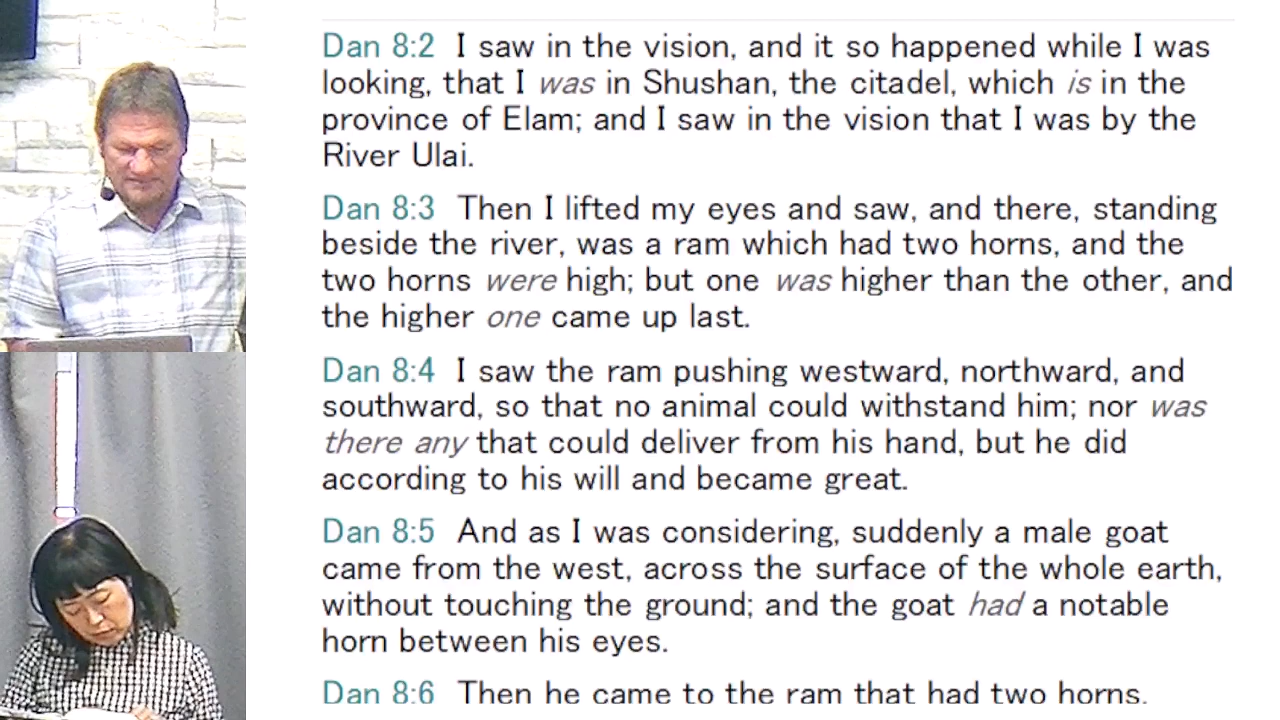 Dan 8:2 I saw in the vision, and it so happened while I was
looking, that I was in Shushan, the citadel, which is in the
province of Elam; and I saw in the vision that I was by the
River Ulai.
Dan 8:3 Then I lifted my eyes and saw, and there, standing
beside the river, was a ram which had two horns, and the
two horns were high; but one was higher than the other, and
the higher one came up last.
Dan 8:4 I saw the ram pushing westward, northward, and
southward, so that no animal could withstand him; nor was
there any that could deliver from his hand, but he did
according to his will and became great.
Dan 8:5 And as I was considering, suddenly a male goat
came from the west, across the surface of the whole earth,
without touching the ground; and the goat had a notable
horn between his eyes.
Dan 8:6 Then he came to the ram that had two horns,